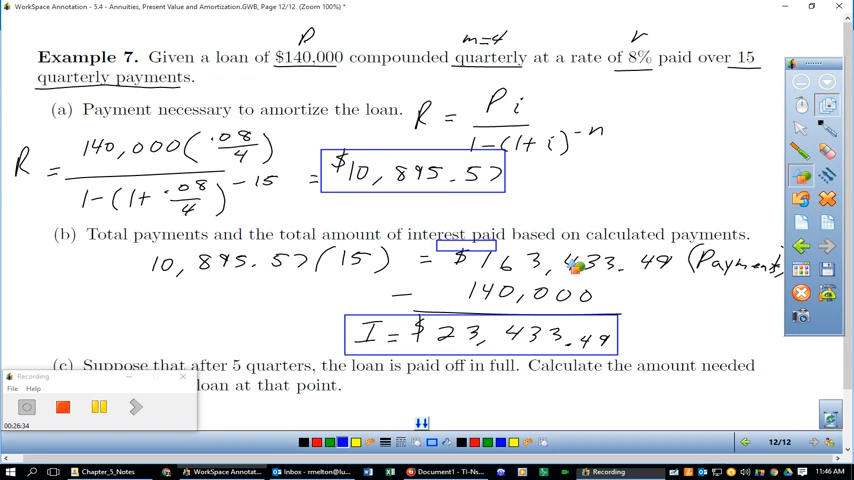 WorkSpace Annotation - 5.4 - Annuities, Present Value and Amortization.GWB, Page 12/12 (Zoom 100%) *
P m=4 r
Example 7. Given a loan of $140,000 compounded quarterly at a rate of 8% paid over 15
quarterly payments.
(a) Payment necessary to amortize the loan.
R = P i / 1-(1+i)^-n
R = 140,000(.08/4) / 1-(1+.08/4)^-15 = $10,895.57
(b) Total payments and the total amount of interest paid based on calculated payments.
10,895.57(15) = $163,433.49 (Payments)
- 140,000
I = $23,433.49
(c) Suppose that after 5 quarters, the loan is paid off in full. Calculate the amount needed
loan at that point.
Recording
File Help
00:26:34
12/12
Chapter_5_Notes
WorkSpace Annotat...
Inbox - rmelton@lu...
Document1 - TI-Ns...
Recording
11:46 AM